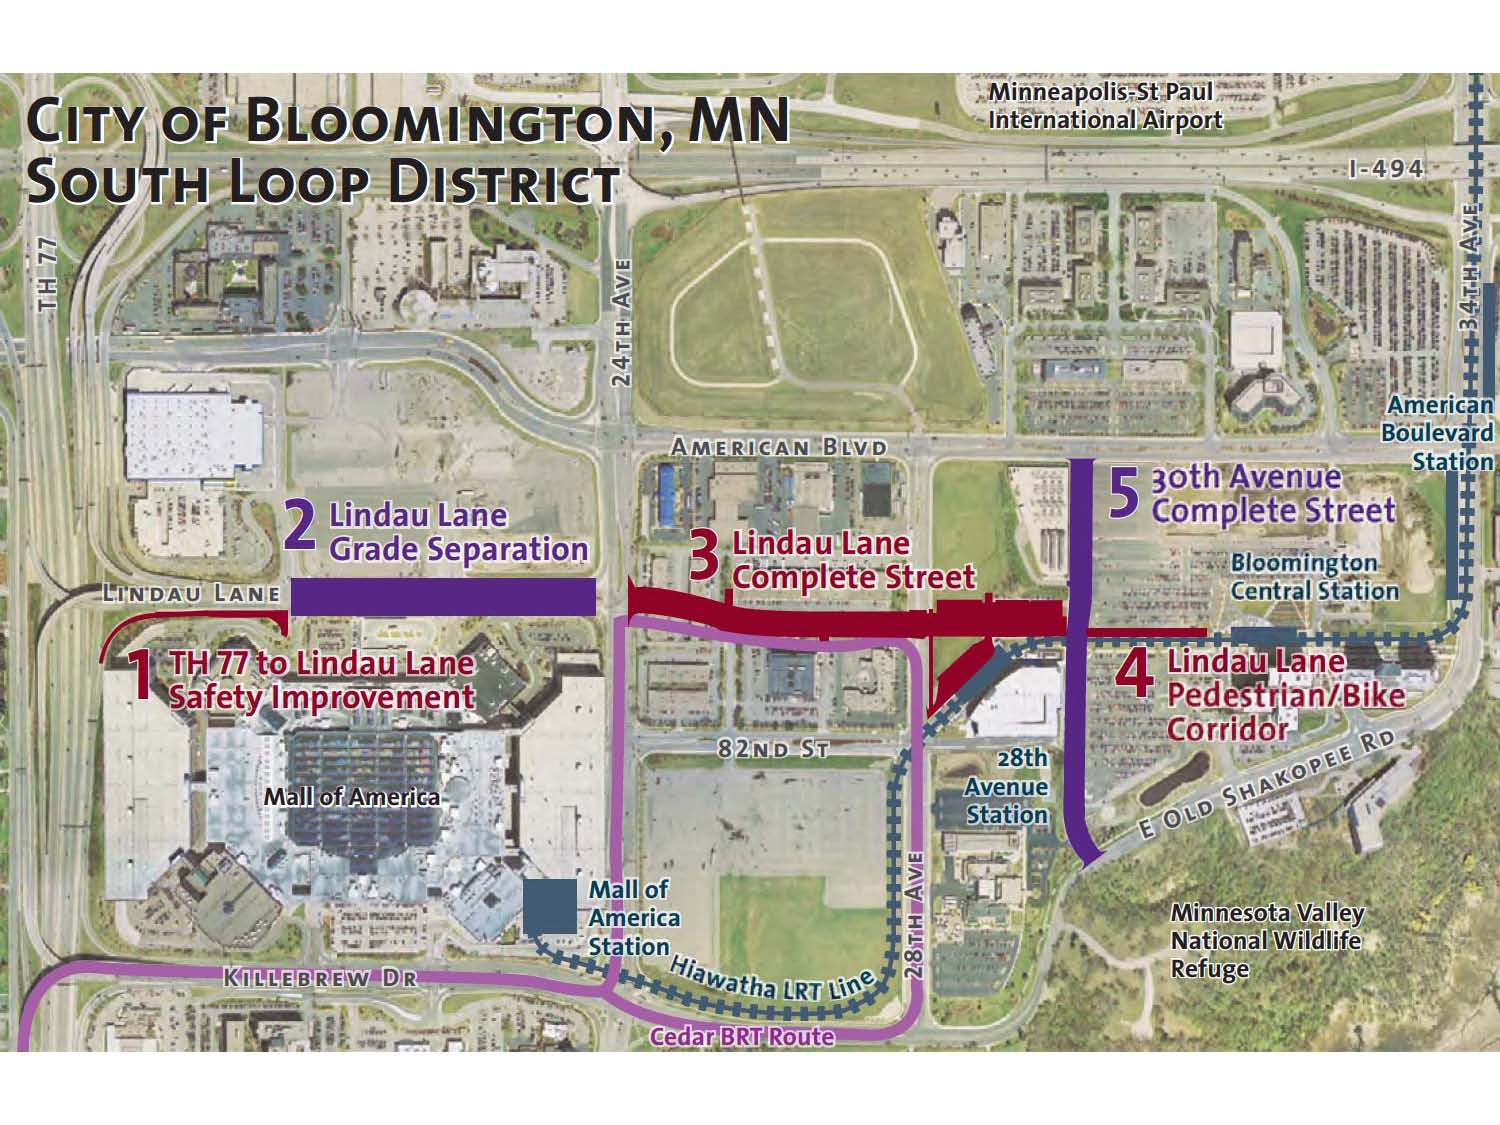 City of Bloomington, MN
South Loop District
Minneapolis-St Paul
International Airport
I-494
TH 77
24th Ave
34th Ave
American Blvd
American
Boulevard
Station
2 Lindau Lane
Grade Separation
3 Lindau Lane
Complete Street
5 30th Avenue
Complete Street
Bloomington
Central Station
Lindau Lane
1 TH 77 to Lindau Lane
Safety Improvement
4 Lindau Lane
Pedestrian/Bike
Corridor
82nd St
28th
Avenue
Station
E Old Shakopee Rd
Mall of America
Mall of
America
Station
28th Ave
Minnesota Valley
National Wildlife
Refuge
Killebrew Dr
Hiawatha LRT Line
Cedar BRT Route